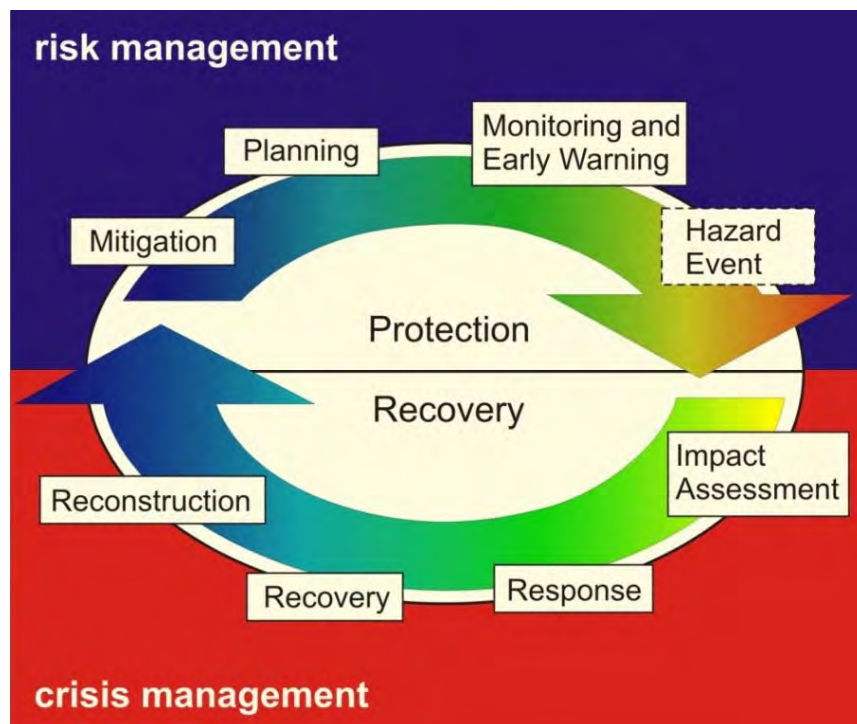 risk management
Planning
Monitoring and
Early Warning
Mitigation
Hazard
Event
Protection
Recovery
Impact
Assessment
Reconstruction
Recovery
Response
crisis management